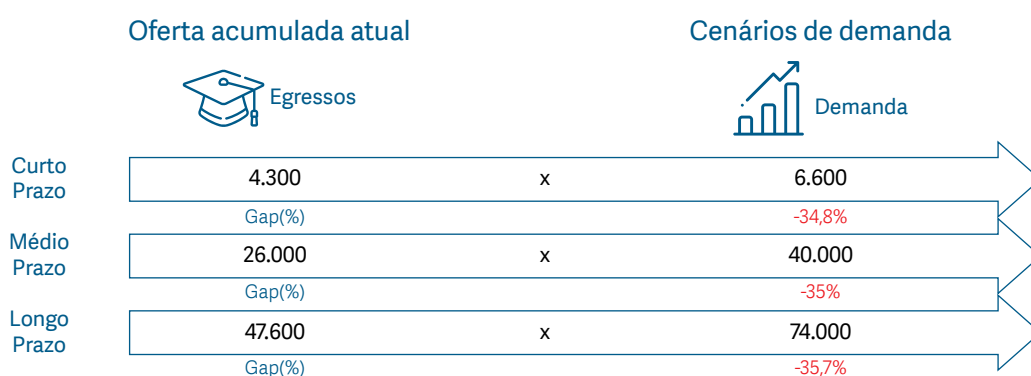 Oferta acumulada atual
Cenários de demanda
Egressos
Demanda
Curto
Prazo
4.300 x 6.600
Gap(%) -34,8%
Médio
Prazo
26.000 x 40.000
Gap(%) -35%
Longo
Prazo
47.600 x 74.000
Gap(%) -35,7%